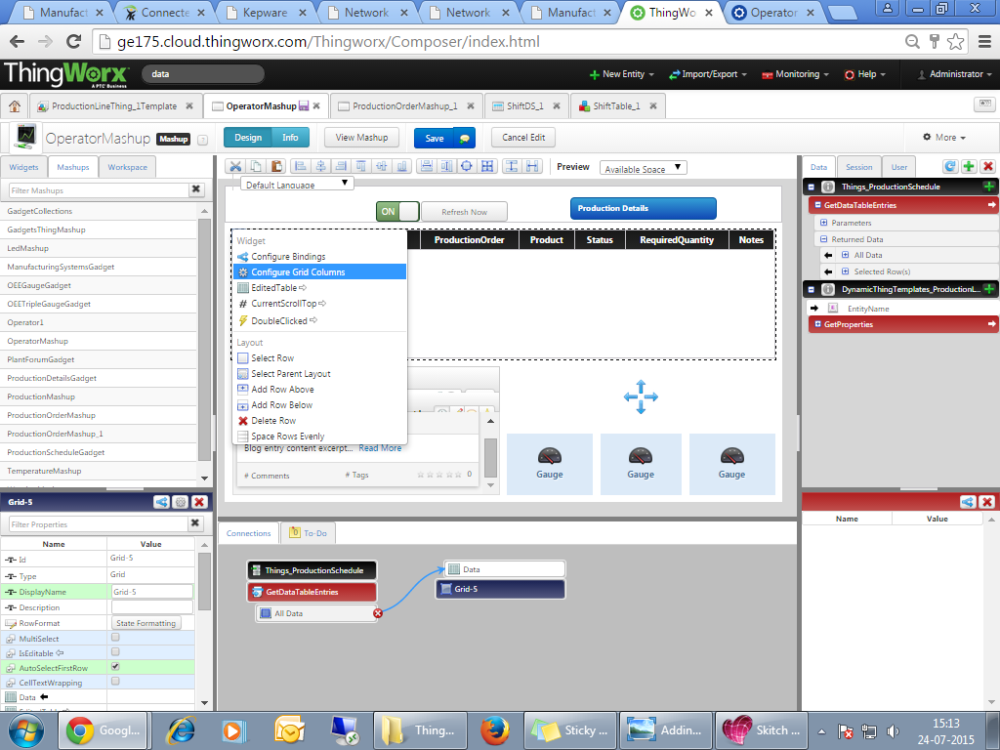 Manufact
Connecte
Kepware
Network
Network
Manufact
ThingWo
Operator
ge175.cloud.thingworx.com/Thingworx/Composer/index.html
ThingWorx
A PTC Business
data
New Entity
Import/Export
Monitoring
Help
Administrator
ProductionLineThing_1Template
OperatorMashup
ProductionOrderMashup_1
ShiftDS_1
ShiftTable_1
OperatorMashup
Mashup
Design
Info
View Mashup
Save
Cancel Edit
More
Widgets
Mashups
Workspace
Filter Mashups
GadgetCollections
GadgetsThingMashup
LedMashup
ManufacturingSystemsGadget
OEEGaugeGadget
OEETripleGaugeGadget
Operator1
OperatorMashup
PlantForumGadget
ProductionDetailsGadget
ProductionMashup
ProductionOrderMashup
ProductionOrderMashup_1
ProductionScheduleGadget
TemperatureMashup
Preview
Available Space
Default Language
ON
Refresh Now
Production Details
ProductionOrder
Product
Status
RequiredQuantity
Notes
Widget
Configure Bindings
Configure Grid Columns
EditedTable
# CurrentScrollTop
DoubleClicked
Layout
Select Row
Select Parent Layout
Add Row Above
Add Row Below
Delete Row
Space Rows Evenly
Blog entry content excerpt... Read More
# Comments
# Tags
0
Gauge
Gauge
Gauge
Data
Session
User
Things_ProductionSchedule
GetDataTableEntries
Parameters
Returned Data
All Data
Selected Row(s)
DynamicThingTemplates_ProductionL...
EntityName
GetProperties
Grid-5
Filter Properties
Name
Value
Id
Grid-5
Type
Grid
DisplayName
Grid-5
Description
RowFormat
State Formatting
MultiSelect
IsEditable
AutoSelectFirstRow
CellTextWrapping
Data
Connections
To-Do
Things_ProductionSchedule
GetDataTableEntries
All Data
Data
Grid-5
Name
Value
Googl...
Thing...
Sticky ...
Addin...
Skitch ...
15:13
24-07-2015